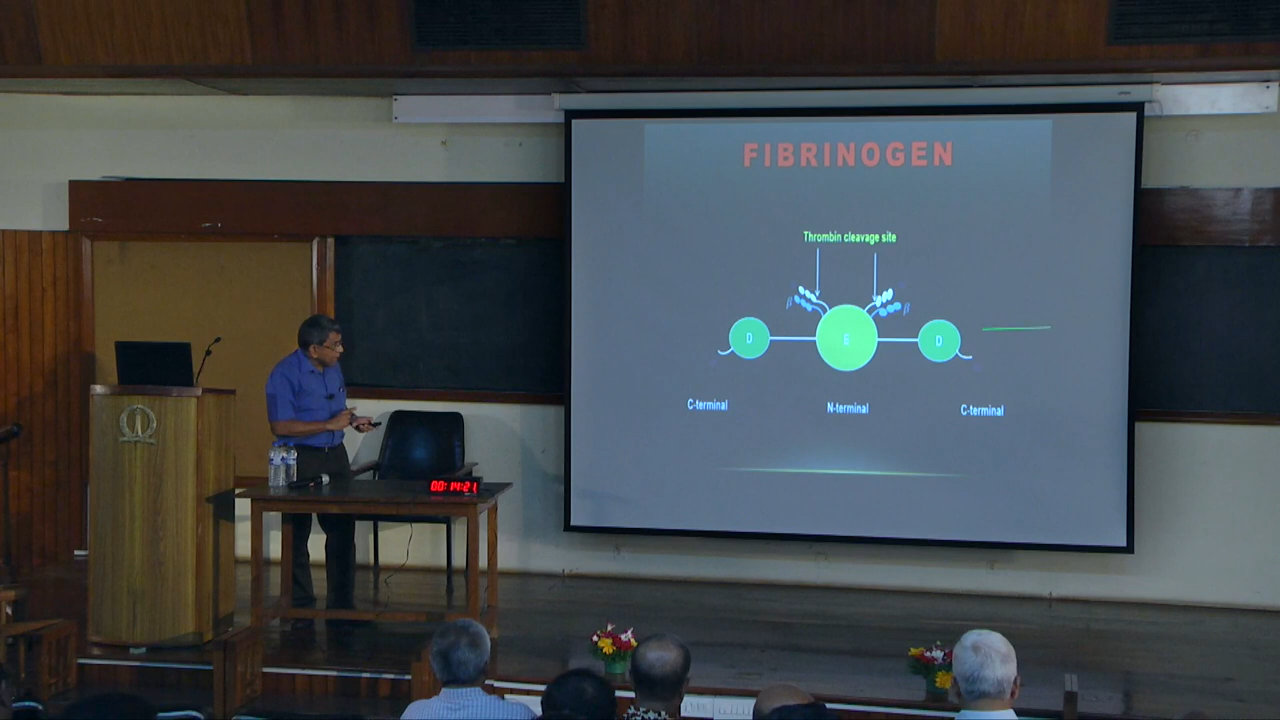 FIBRINOGEN
Thrombin cleavage site
β β
D E D
C-terminal N-terminal C-terminal
00:14:21